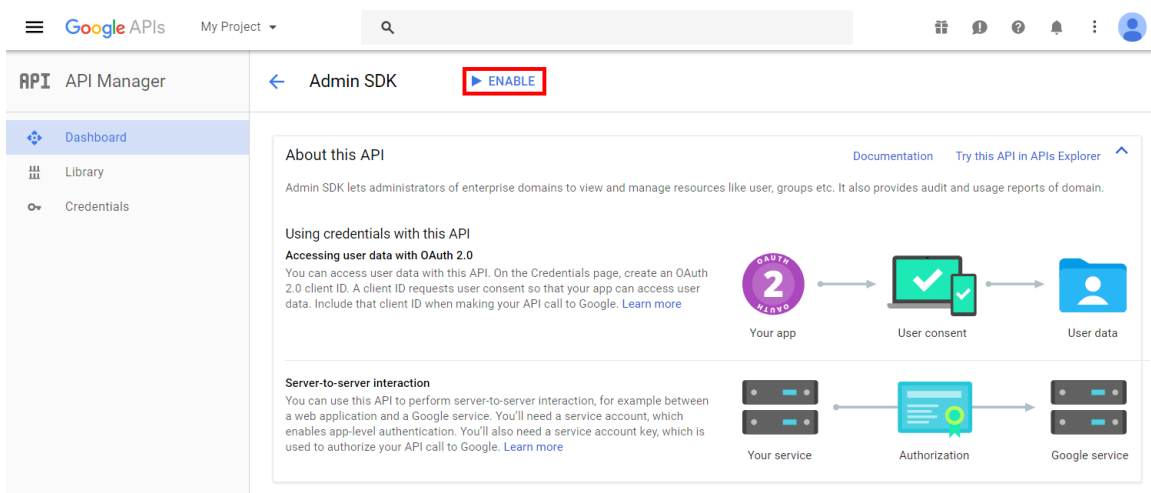 Google APIs My Project
API API Manager
Admin SDK ENABLE
Dashboard
Library
Credentials
About this API Documentation Try this API in APIs Explorer
Admin SDK lets administrators of enterprise domains to view and manage resources like user, groups etc. It also provides audit and usage reports of domain.
Using credentials with this API
Accessing user data with OAuth 2.0
You can access user data with this API. On the Credentials page, create an OAuth
2.0 client ID. A client ID requests user consent so that your app can access user
data. Include that client ID when making your API call to Google. Learn more
OAUTH
2
OAUTH
Your app User consent User data
Server-to-server interaction
You can use this API to perform server-to-server interaction, for example between
a web application and a Google service. You'll need a service account, which
enables app-level authentication. You'll also need a service account key, which is
used to authorize your API call to Google. Learn more
Your service Authorization Google service